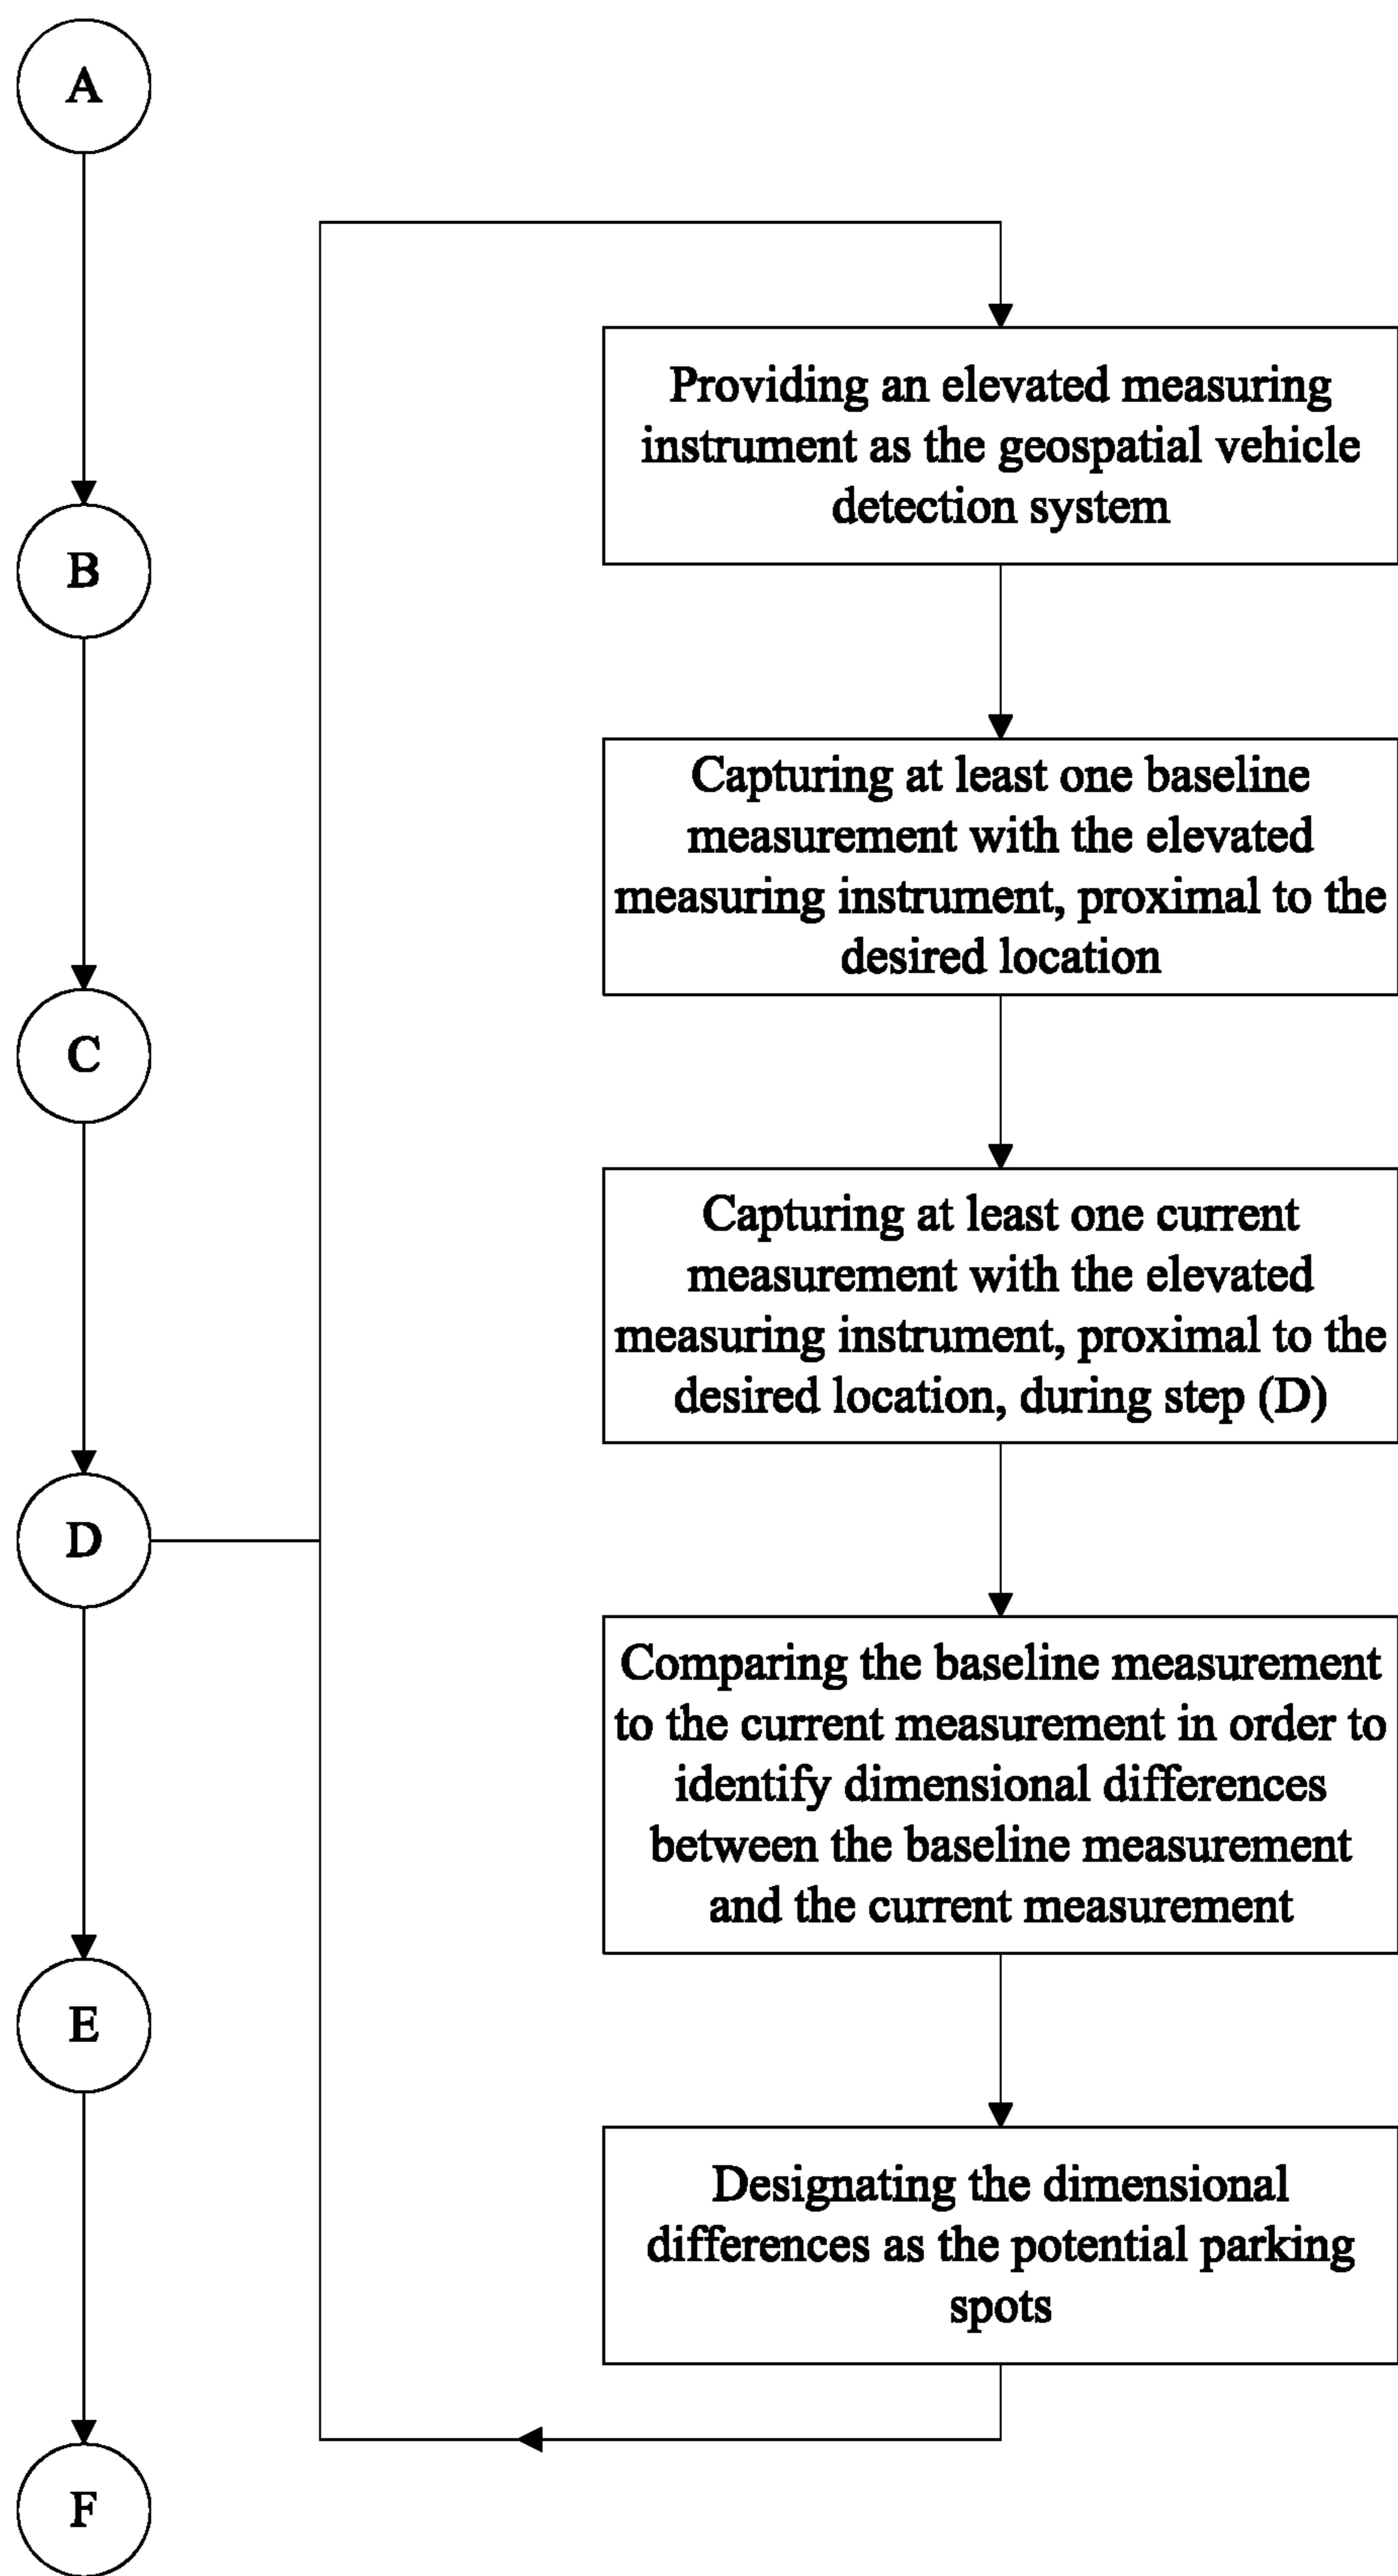 A
B
C
D
E
F
Providing an elevated measuring
instrument as the geospatial vehicle
detection system
Capturing at least one baseline
measurement with the elevated
measuring instrument, proximal to the
desired location
Capturing at least one current
measurement with the elevated
measuring instrument, proximal to the
desired location, during step (D)
Comparing the baseline measurement
to the current measurement in order to
identify dimensional differences
between the baseline measurement
and the current measurement
Designating the dimensional
differences as the potential parking
spots